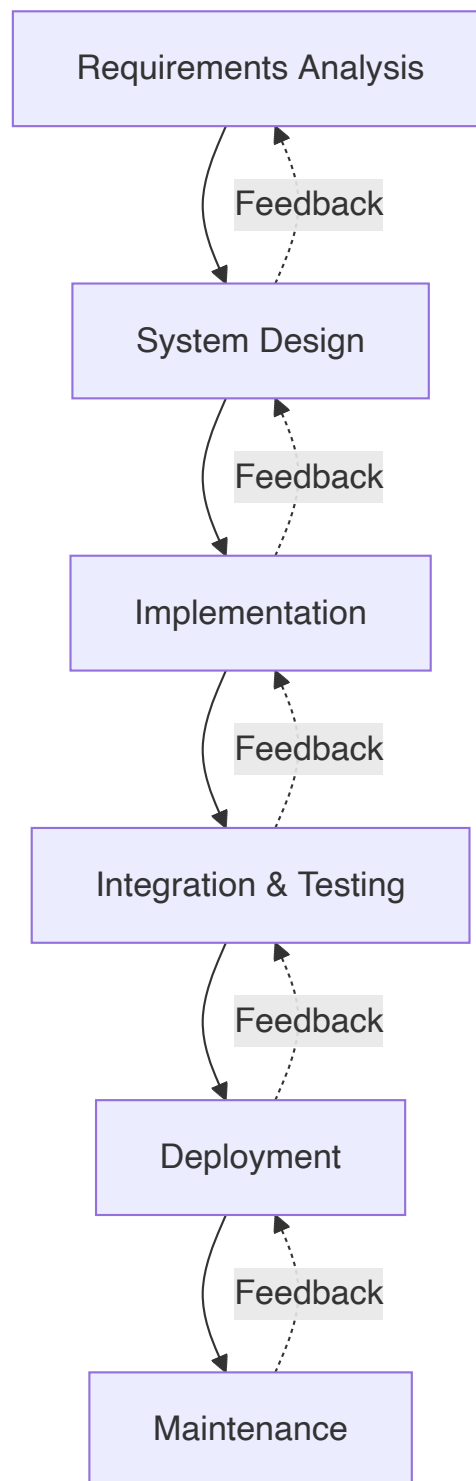 Requirements Analysis
Feedback
System Design
Feedback
Implementation
Feedback
Integration & Testing
Feedback
Deployment
Feedback
Maintenance